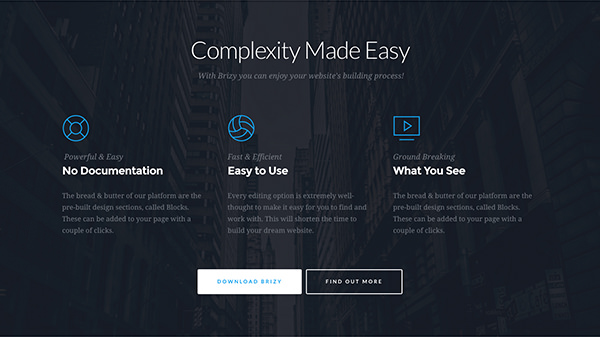 Complexity Made Easy
With Brizy you can enjoy your website's building process!
Powerful & Easy
No Documentation
The bread & butter of our platform are the
pre-built design sections, called Blocks.
These can be added to your page with a
couple of clicks.
Fast & Efficient
Easy to Use
Every editing option is extremely well-
thought to make it easy for you to find and
work with. This will shorten the time to
build your dream website.
Ground Breaking
What You See
The bread & butter of our platform are the
pre-built design sections, called Blocks.
These can be added to your page with a
couple of clicks.
DOWNLOAD BRIZY
FIND OUT MORE